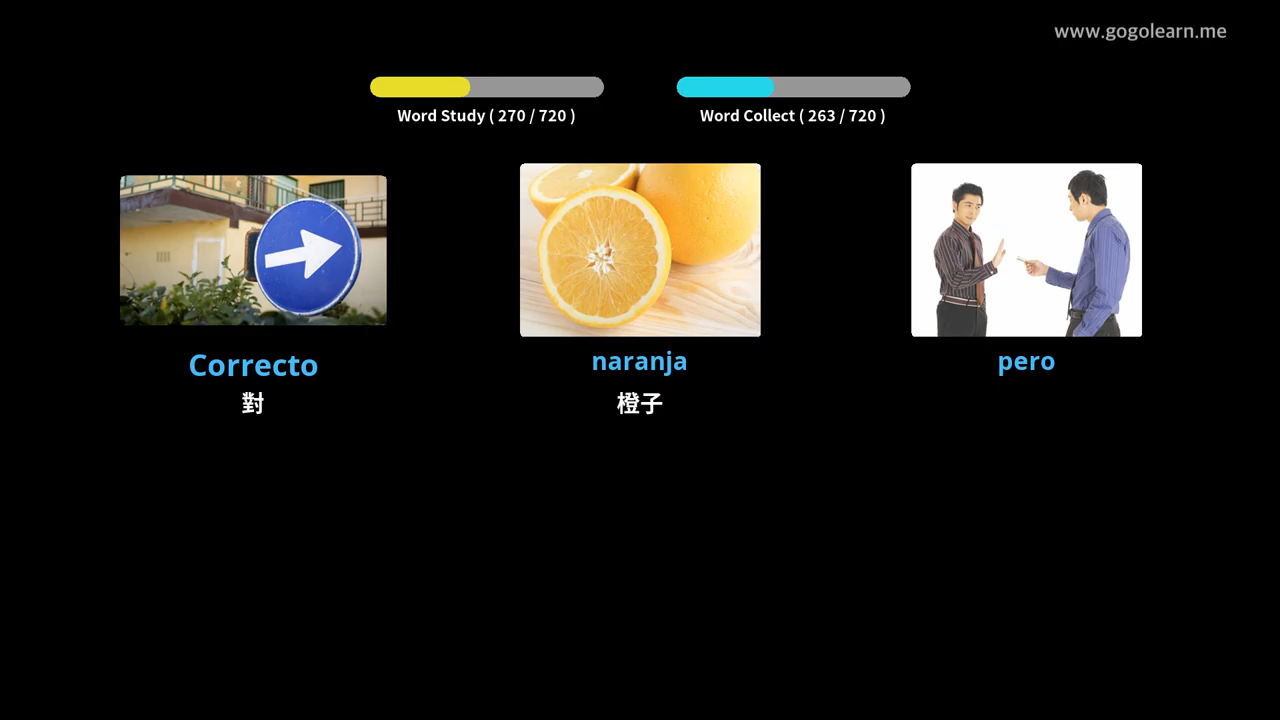 www.gogolearn.me
Word Study ( 270 / 720 )
Word Collect ( 263 / 720 )
Correcto
對
naranja
橙子
pero